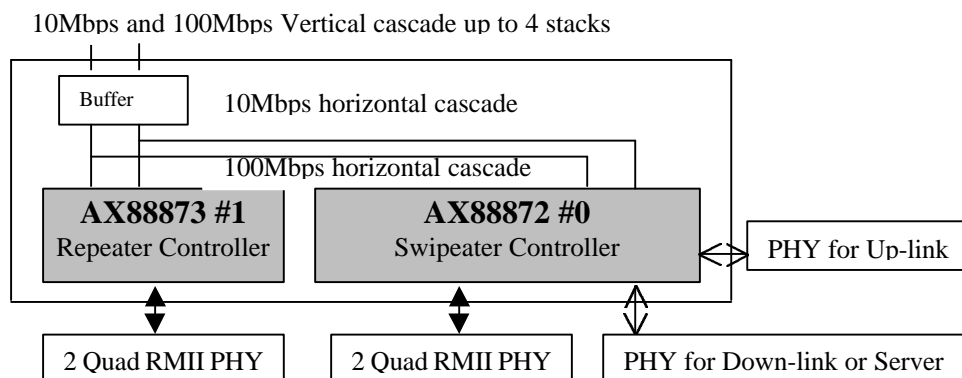 10Mbps and 100Mbps Vertical cascade up to 4 stacks
Buffer
10Mbps horizontal cascade
100Mbps horizontal cascade
AX88873 #1
Repeater Controller
AX88872 #0
Swipeater Controller
PHY for Up-link
2 Quad RMII PHY
2 Quad RMII PHY
PHY for Down-link or Server